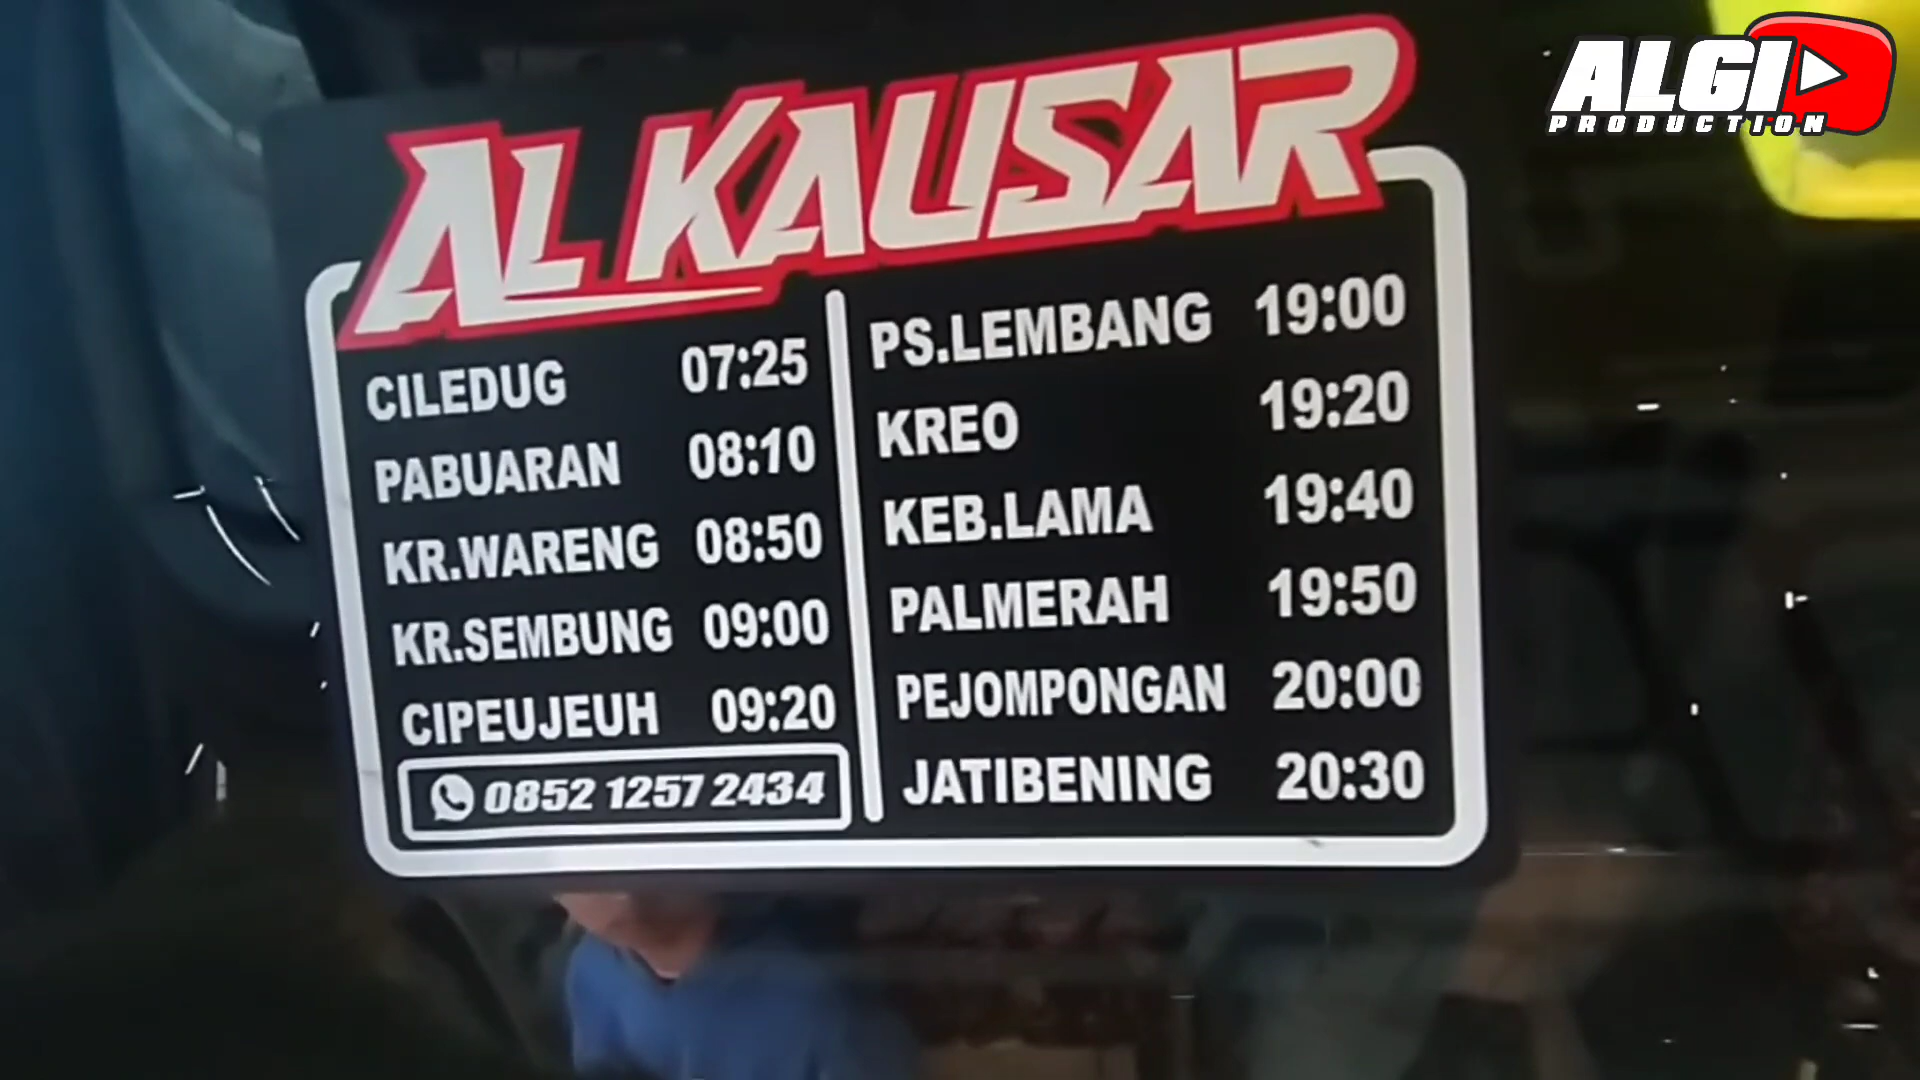 ALGI
PRODUCTION
AL KAUSAR
CILEDUG 07:25
PABUARAN 08:10
KR.WARENG 08:50
KR.SEMBUNG 09:00
CIPEUJEUH 09:20
0852 1257 2434
PS.LEMBANG 19:00
KREO 19:20
KEB.LAMA 19:40
PALMERAH 19:50
PEJOMPONGAN 20:00
JATIBENING 20:30